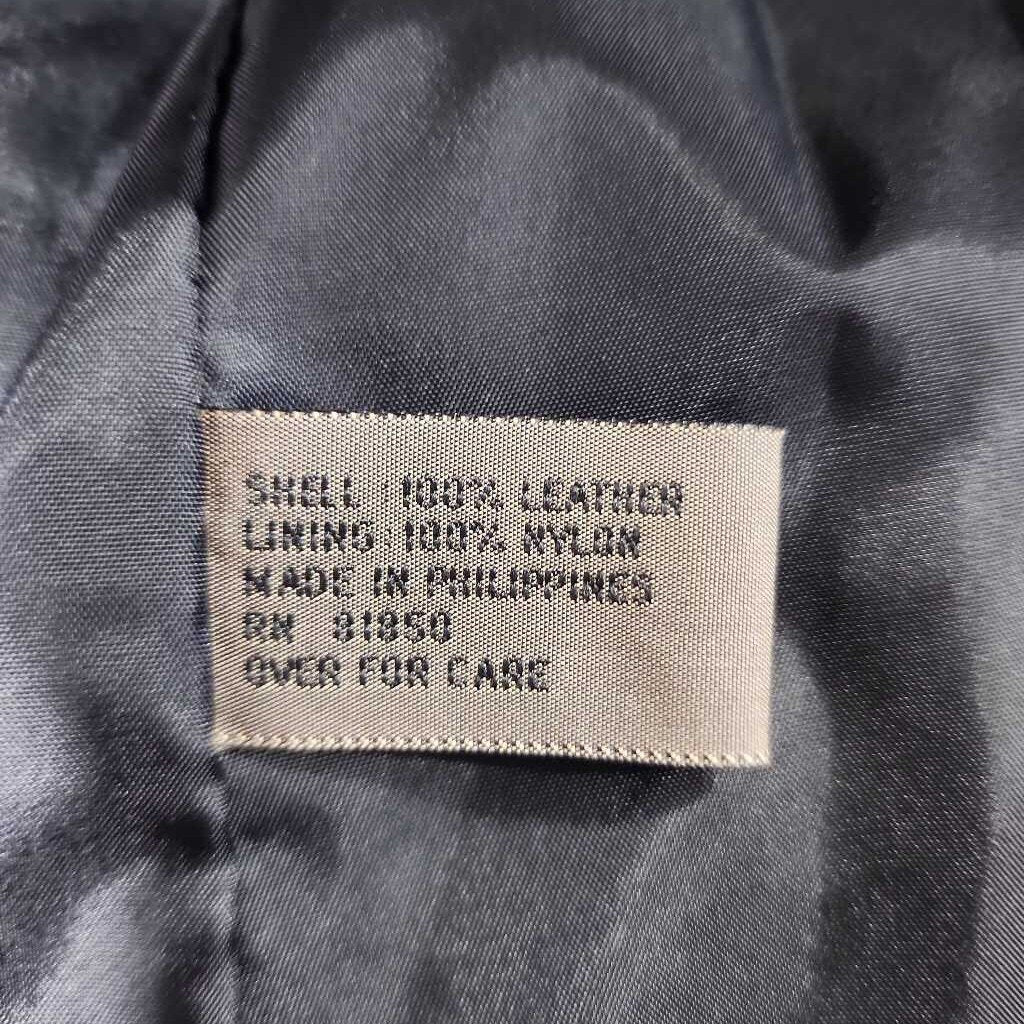 SHELL : 100% LEATHER
LINING : 100% NYLON
MADE IN PHILIPPINES
RN 81850
OVER FOR CARE